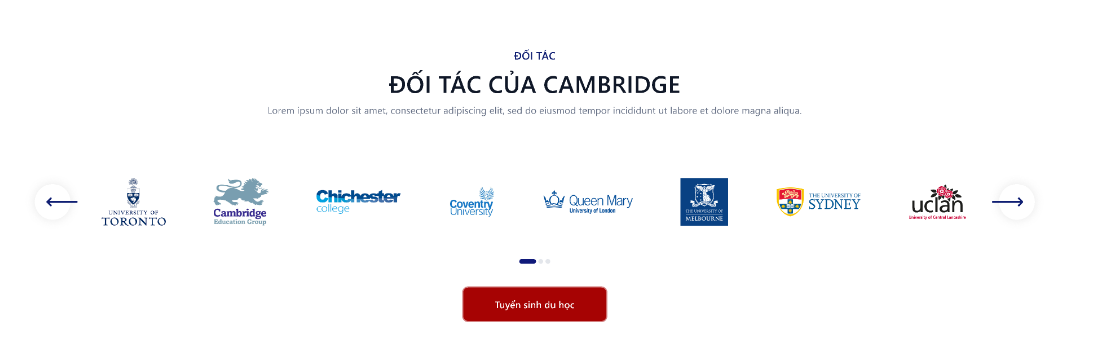 ĐỐI TÁC
ĐỐI TÁC CỦA CAMBRIDGE
Lorem ipsum dolor sit amet, consectetur adipiscing elit, sed do eiusmod tempor incididunt ut labore et dolore magna aliqua.
UNIVERSITY OF
TORONTO
Cambridge
Education Group
Chichester
college
Coventry
University
Queen Mary
University of London
THE UNIVERSITY OF
MELBOURNE
THE UNIVERSITY OF
SYDNEY
uclan
University of Central Lancashire
Tuyển sinh du học